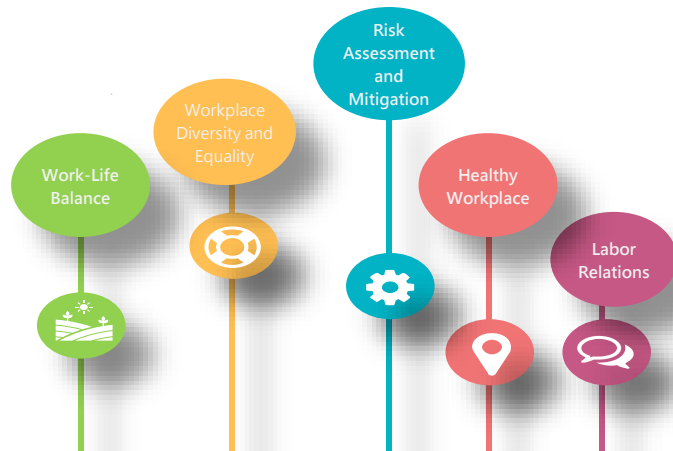 Work-Life
Balance
Workplace
Diversity and
Equality
Risk
Assessment
and
Mitigation
Healthy
Workplace
Labor
Relations